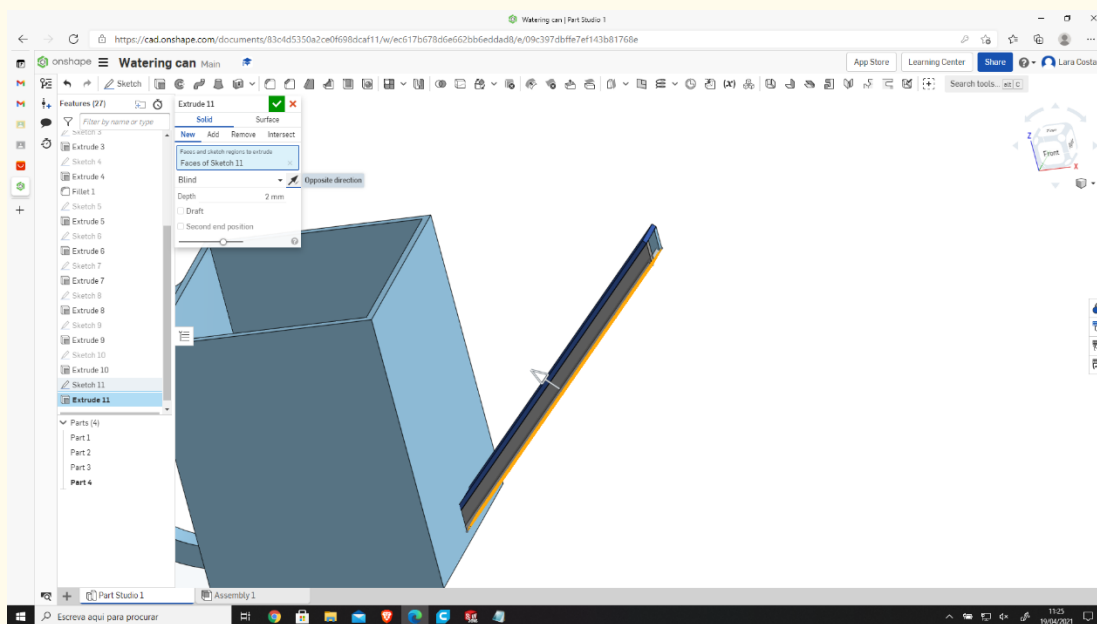 Watering can | Part Studio 1
https://cad.onshape.com/documents/83c4d5350a2ce0f698dcaf11/w/ec617b678d6e662bb6eddad8/e/09c397dbffe7ef143b81768e
onshape Watering can Main
App Store Learning Center Share Lara Costa
Sketch Search tools... alt C
Features (27)
Filter by name or type
Sketch 3
Extrude 3
Sketch 4
Extrude 4
Fillet 1
Sketch 5
Extrude 5
Sketch 6
Extrude 6
Sketch 7
Extrude 7
Sketch 8
Extrude 8
Sketch 9
Extrude 9
Sketch 10
Extrude 10
Sketch 11
Extrude 11
Parts (4)
Part 1
Part 2
Part 3
Part 4
Extrude 11
Solid Surface
New Add Remove Intersect
Faces and sketch regions to extrude
Faces of Sketch 11
Blind
Opposite direction
Depth 2 mm
Draft
Second end position
Z
Front
X
Part Studio 1 Assembly 1
Escreva aqui para procurar
11:25
19/04/2021